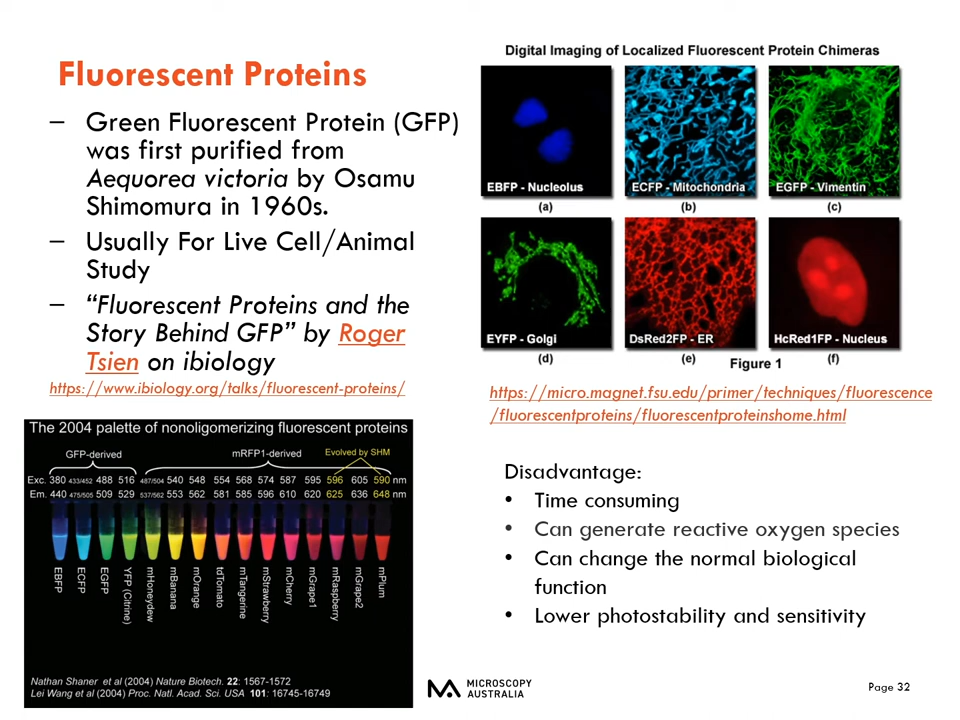 Fluorescent Proteins
– Green Fluorescent Protein (GFP)
was first purified from
Aequorea victoria by Osamu
Shimomura in 1960s.
– Usually For Live Cell/Animal
Study
– “Fluorescent Proteins and the
Story Behind GFP” by Roger
Tsien on ibiology
https://www.ibiology.org/talks/fluorescent-proteins/
Digital Imaging of Localized Fluorescent Protein Chimeras
EBFP - Nucleolus
ECFP - Mitochondria
EGFP - Vimentin
(a)
(b)
(c)
EYFP - Golgi
DsRed2FP - ER
HcRed1FP - Nucleus
(d)
(e)
(f)
Figure 1
https://micro.magnet.fsu.edu/primer/techniques/fluorescence
/fluorescentproteins/fluorescentproteinshome.html
The 2004 palette of nonoligomerizing fluorescent proteins
GFP-derived
mRFP1-derived
Evolved by SHM
Exc. 380 433/452 488 516 487/504 540 548 554 568 574 587 595 596 605 590 nm
Em. 440 475/505 509 529 537/562 553 562 581 585 596 610 620 625 636 648 nm
EBFP
ECFP
EGFP
YFP (Citrine)
mHoneydew
mBanana
mOrange
tdTomato
mTangerine
mStrawberry
mCherry
mGrape1
mRaspberry
mGrape2
mPlum
Nathan Shaner et al (2004) Nature Biotech. 22: 1567-1572
Lei Wang et al (2004) Proc. Natl. Acad. Sci. USA 101: 16745-16749
Disadvantage:
• Time consuming
• Can generate reactive oxygen species
• Can change the normal biological
function
• Lower photostability and sensitivity
MICROSCOPY
AUSTRALIA
Page 32